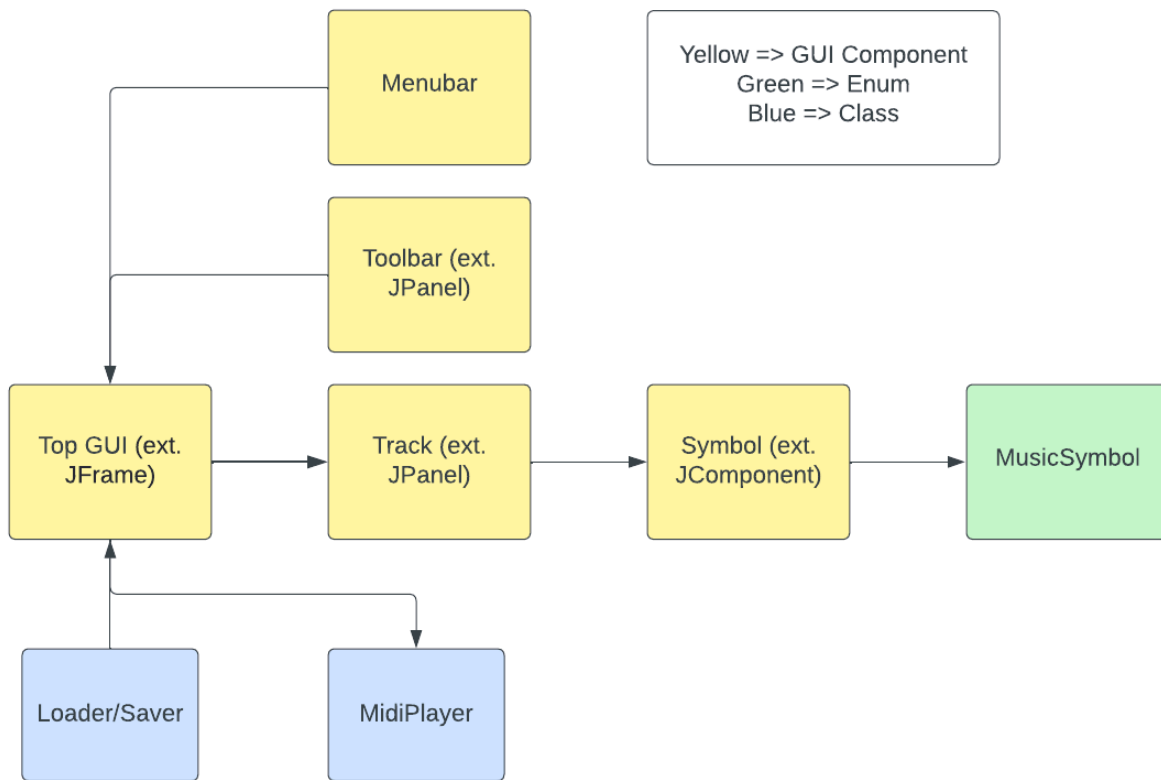 Menubar
Yellow => GUI Component
Green => Enum
Blue => Class
Toolbar (ext.
JPanel)
Top GUI (ext.
JFrame)
Track (ext.
JPanel)
Symbol (ext.
JComponent)
MusicSymbol
Loader/Saver
MidiPlayer